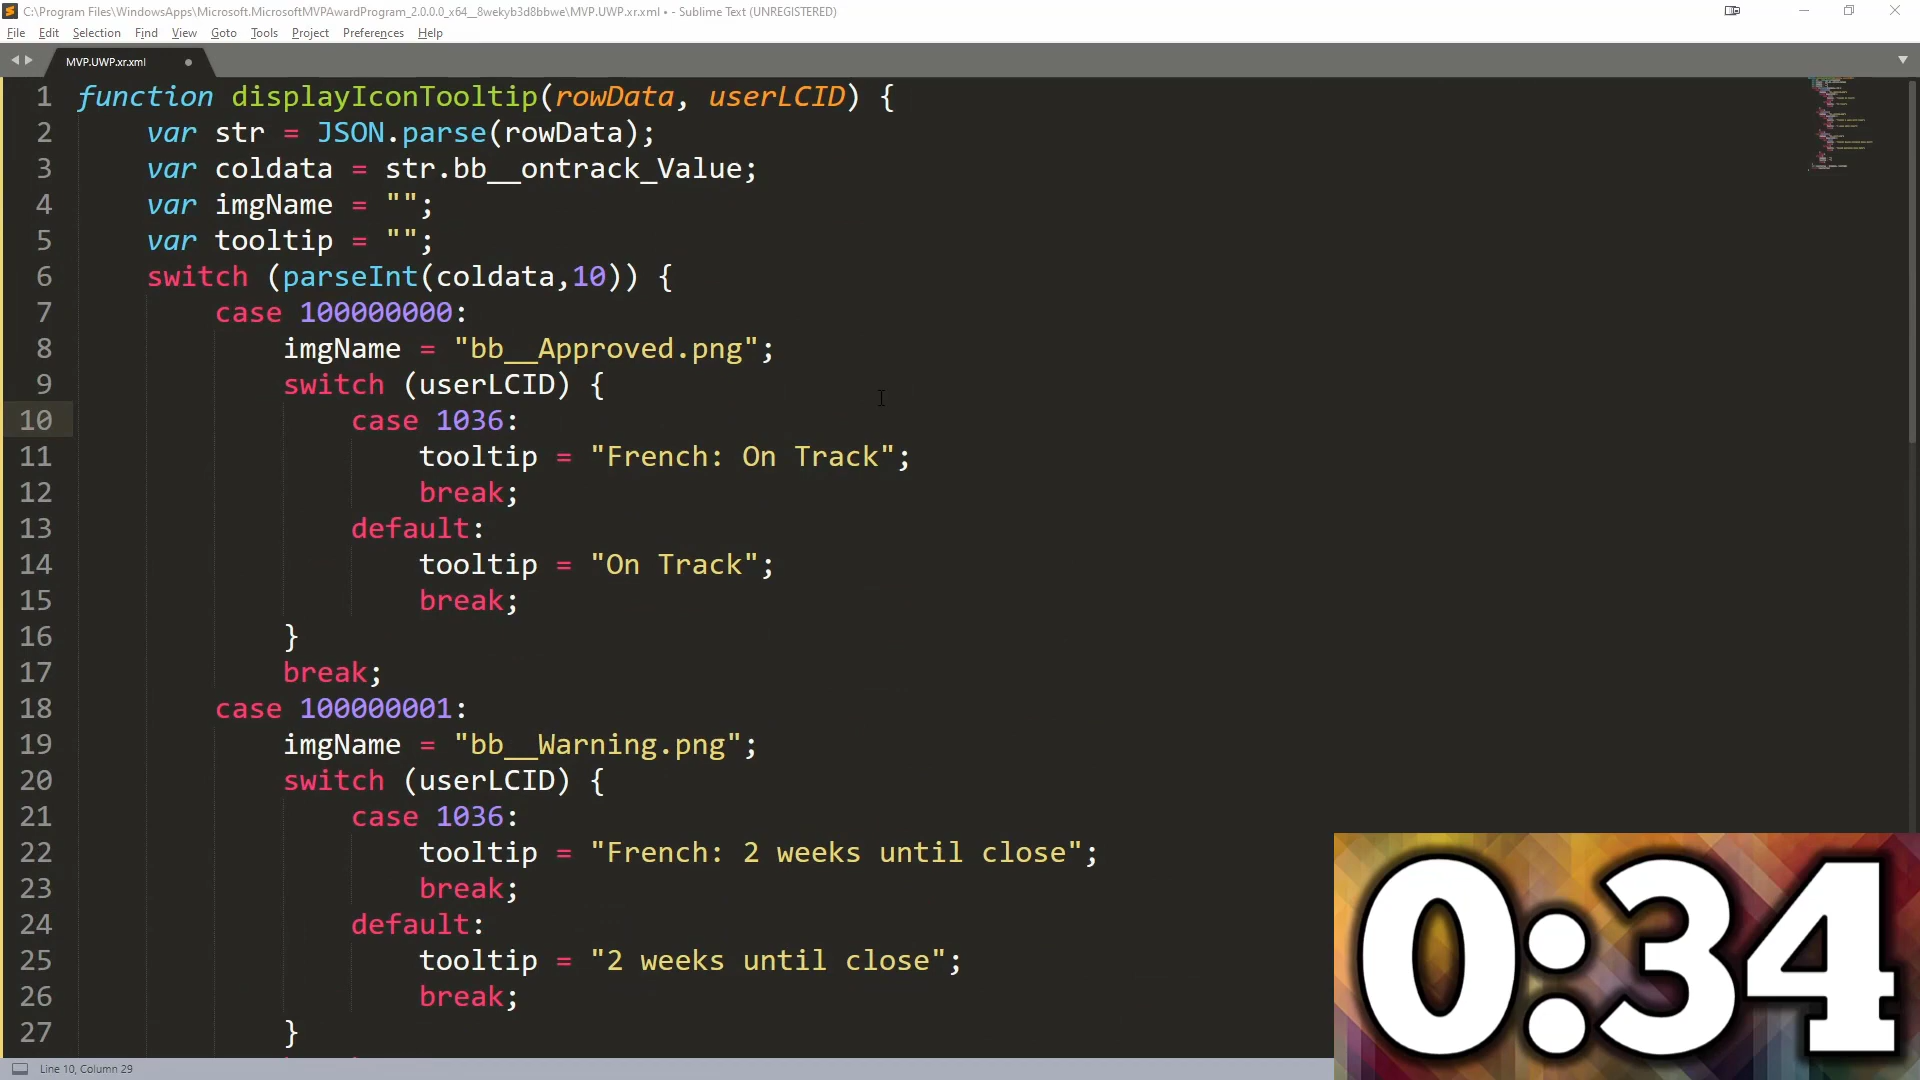 C:\Program Files\WindowsApps\Microsoft.MicrosoftMVPAwardProgram_2.0.0.0_x64__8wekyb3d8bbwe\MVP.UWP.xr.xml • - Sublime Text (UNREGISTERED)
File Edit Selection Find View Goto Tools Project Preferences Help
MVP.UWP.xr.xml
1 function displayIconTooltip(rowData, userLCID) {
2 var str = JSON.parse(rowData);
3 var coldata = str.bb__ontrack_Value;
4 var imgName = "";
5 var tooltip = "";
6 switch (parseInt(coldata,10)) {
7 case 100000000:
8 imgName = "bb__Approved.png";
9 switch (userLCID) {
10 case 1036:
11 tooltip = "French: On Track";
12 break;
13 default:
14 tooltip = "On Track";
15 break;
16 }
17 break;
18 case 100000001:
19 imgName = "bb__Warning.png";
20 switch (userLCID) {
21 case 1036:
22 tooltip = "French: 2 weeks until close";
23 break;
24 default:
25 tooltip = "2 weeks until close";
26 break;
27 }
0:34
Line 10, Column 29